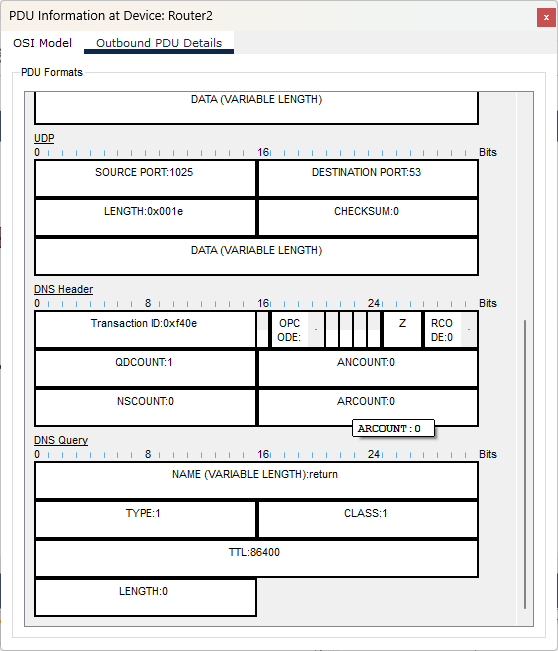 PDU Information at Device: Router2
x
OSI Model
Outbound PDU Details
PDU Formats
DATA (VARIABLE LENGTH)
UDP
0 16 Bits
SOURCE PORT:1025 DESTINATION PORT:53
LENGTH:0x001e CHECKSUM:0
DATA (VARIABLE LENGTH)
DNS Header
0 8 16 24 Bits
Transaction ID:0xf40e OPC ODE: . Z RCO DE:0 .
QDCOUNT:1 ANCOUNT:0
NSCOUNT:0 ARCOUNT:0
ARCOUNT:0
DNS Query
0 8 16 24 Bits
NAME (VARIABLE LENGTH):return
TYPE:1 CLASS:1
TTL:86400
LENGTH:0